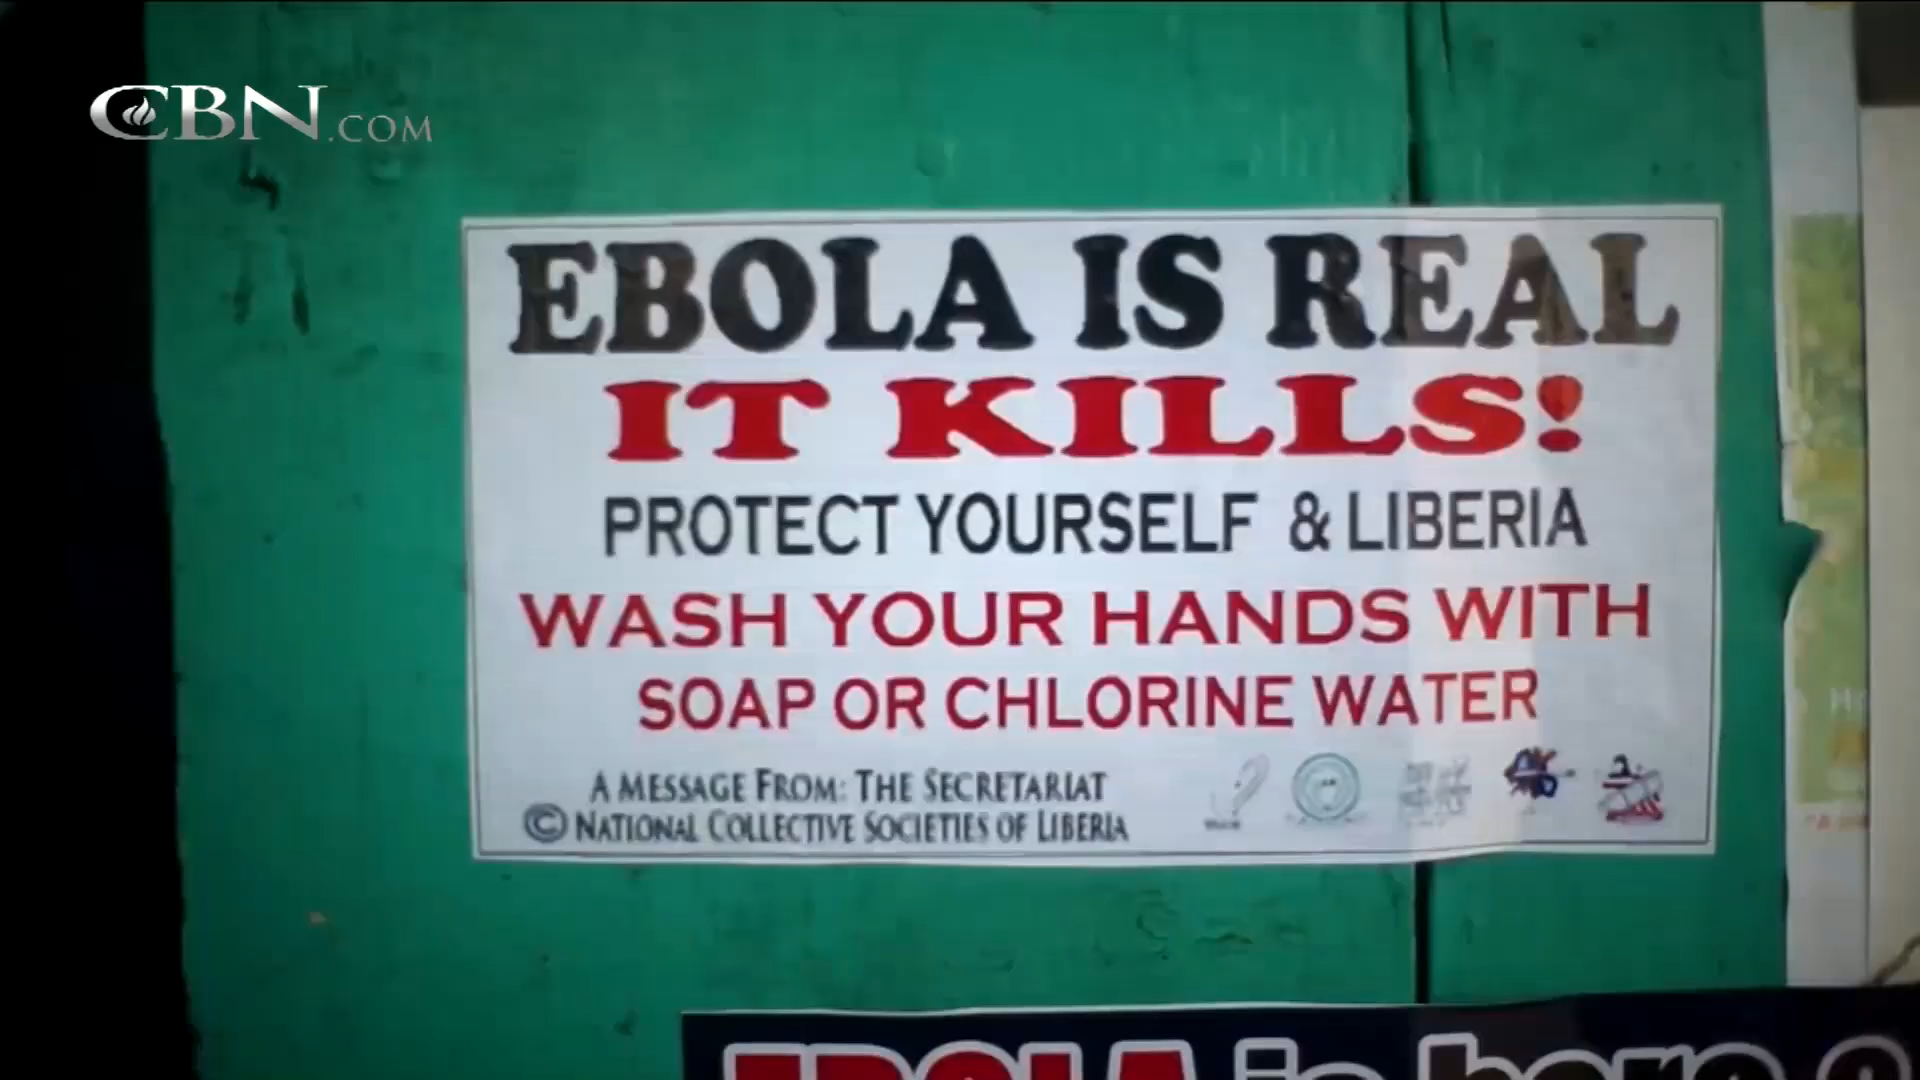 CBN.COM
EBOLA IS REAL
IT KILLS!
PROTECT YOURSELF & LIBERIA
WASH YOUR HANDS WITH
SOAP OR CHLORINE WATER
A MESSAGE FROM: THE SECRETARIAT
© NATIONAL COLLECTIVE SOCIETIES OF LIBERIA
EBOLA is here &